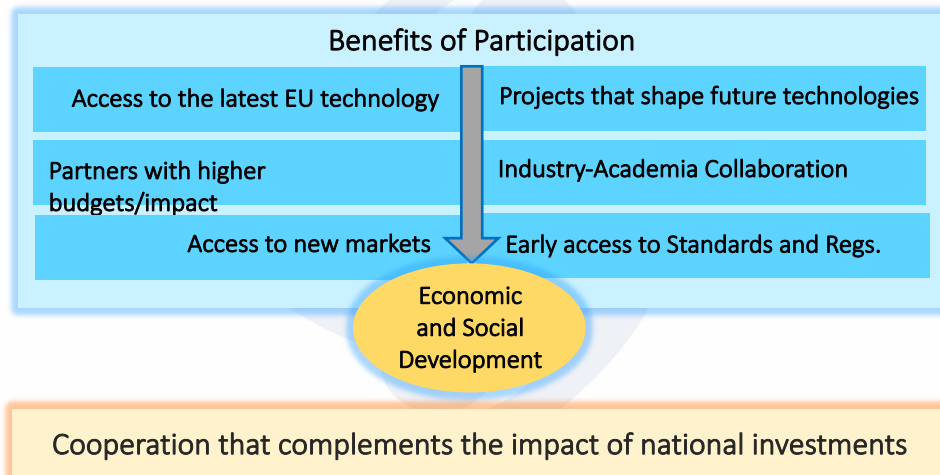 Benefits of Participation
Access to the latest EU technology
Projects that shape future technologies
Partners with higher
budgets/impact
Industry-Academia Collaboration
Access to new markets
Early access to Standards and Regs.
Economic
and Social
Development
Cooperation that complements the impact of national investments